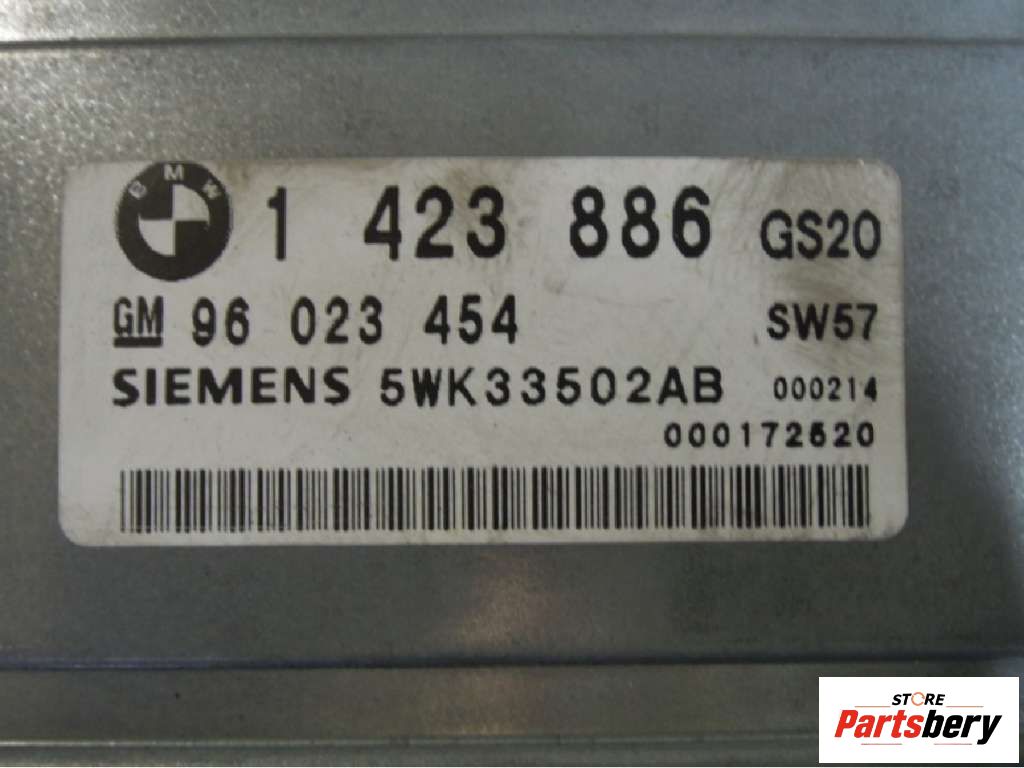 BMW 1 423 886 GS20
GM 96 023 454 SW57
SIEMENS 5WK33502AB 000214
000172620
STORE
Partsbery